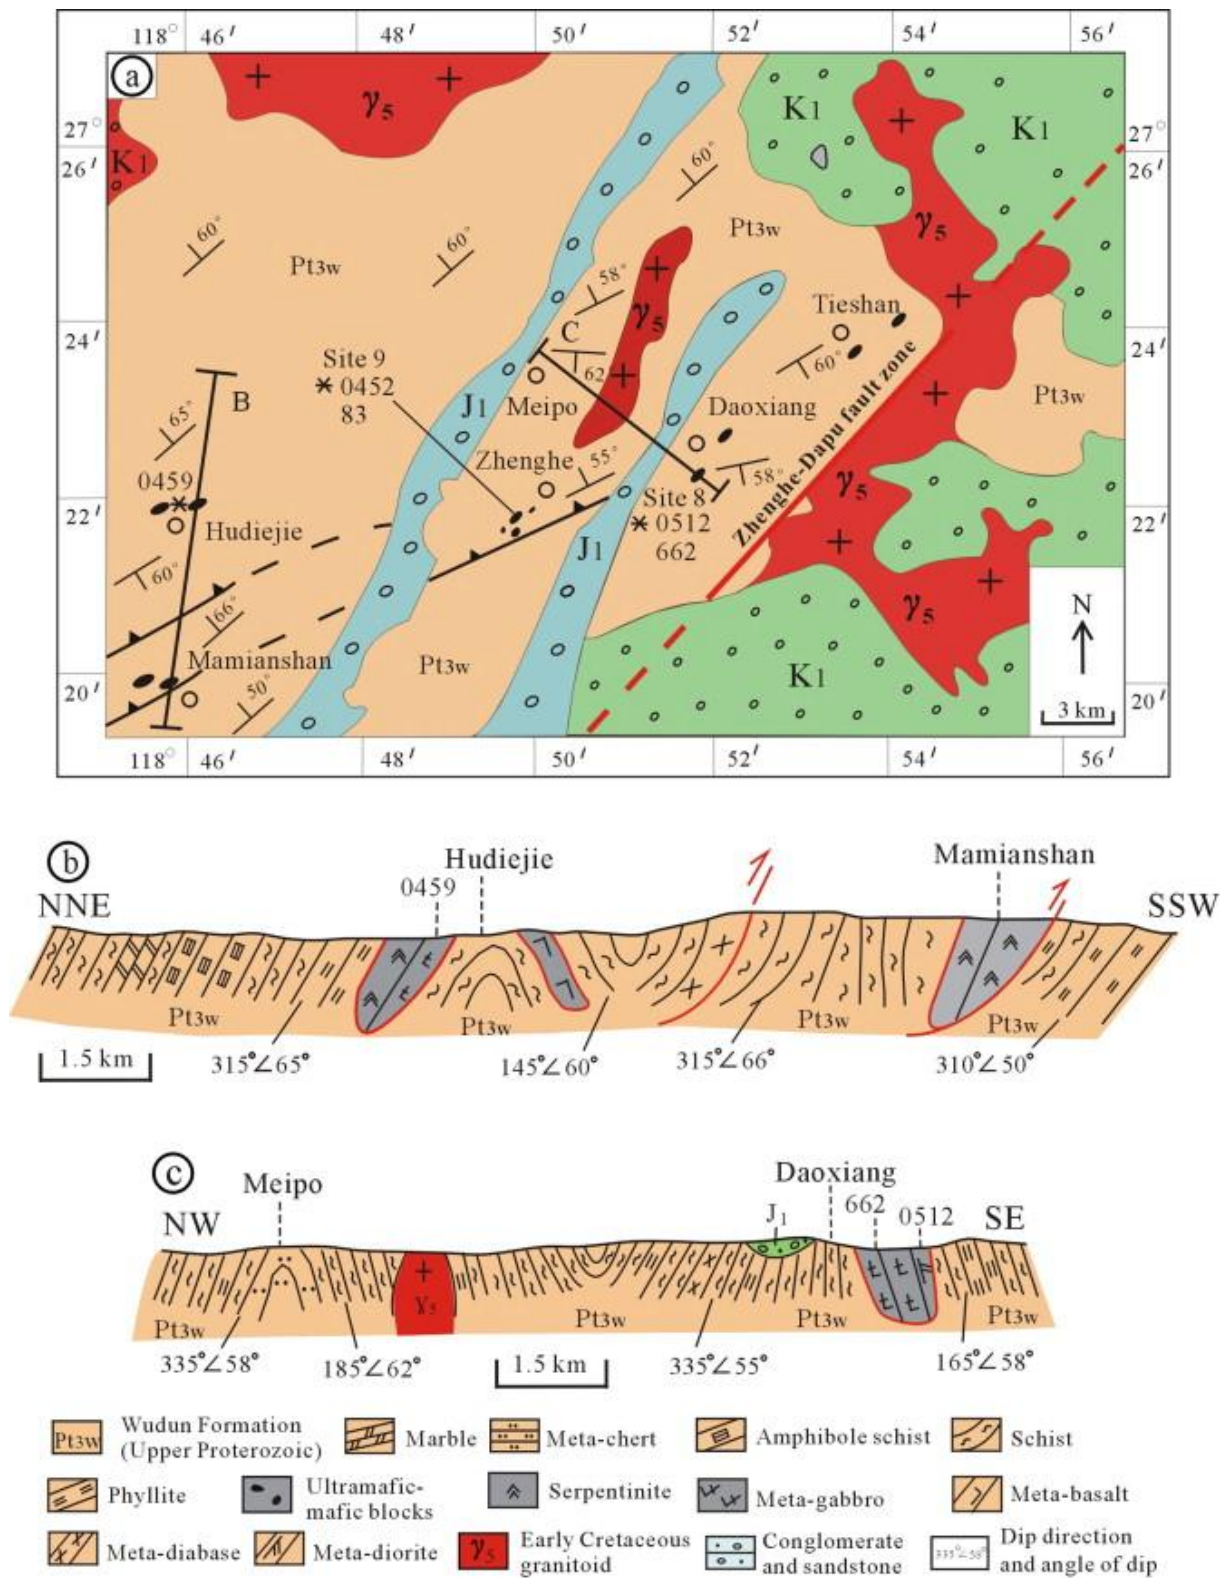 118° 46′ 48′ 50′ 52′ 54′ 56′
a
γ5
K1
K1
K1
27°
26′
27°
26′
K1
60°
60°
60°
γ5
Pt3w
Pt3w
58°
γ5
Tieshan
24′
C
24′
Site 9
0452
83
62
60°
Meipo
J1
Daoxiang
Pt3w
B
65°
Zhenghe
55°
58°
Zhenghe-Dapu fault zone
γ5
0459
Site 8
0512
662
22′
22′
Hudiejie
J1
60°
66°
γ5
N
Mamianshan
Pt3w
K1
50°
20′
20′
3 km
118° 46′ 48′ 50′ 52′ 54′ 56′
b
Hudiejie
Mamianshan
0459
NNE
SSW
Pt3w
Pt3w
Pt3w
Pt3w
1.5 km
315°∠65°
145°∠60°
315°∠66°
310°∠50°
c
Meipo
Daoxiang
NW
J1
662
0512
SE
γ5
Pt3w
Pt3w
Pt3w
Pt3w
335°∠58°
185°∠62°
1.5 km
335°∠55°
165°∠58°
Pt3w
Wudun Formation
(Upper Proterozoic)
Marble
Meta-chert
Amphibole schist
Schist
Phyllite
Ultramafic-
mafic blocks
Serpentinite
Meta-gabbro
Meta-basalt
Meta-diabase
Meta-diorite
γ5
Early Cretaceous
granitoid
Conglomerate
and sandstone
335°∠58°
Dip direction
and angle of dip